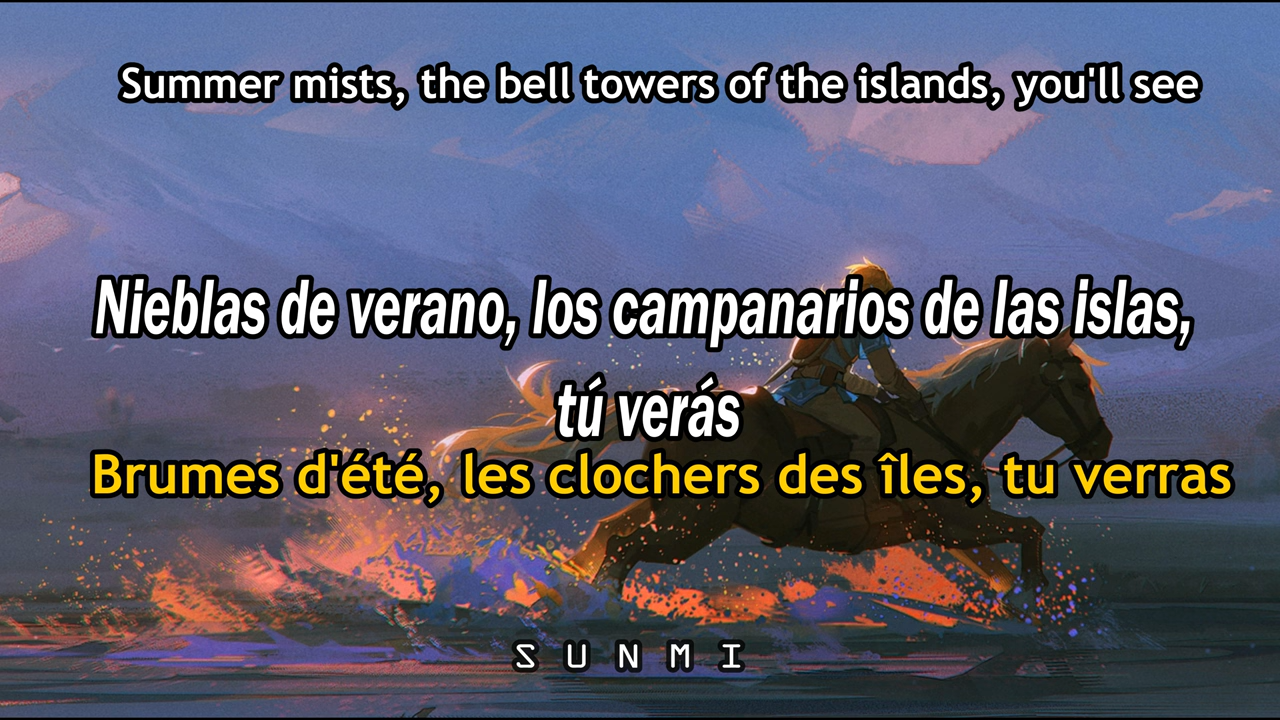 Summer mists, the bell towers of the islands, you'll see
Nieblas de verano, los campanarios de las islas,
tú verás
Brumes d'été, les clochers des îles, tu verras
SUNMI